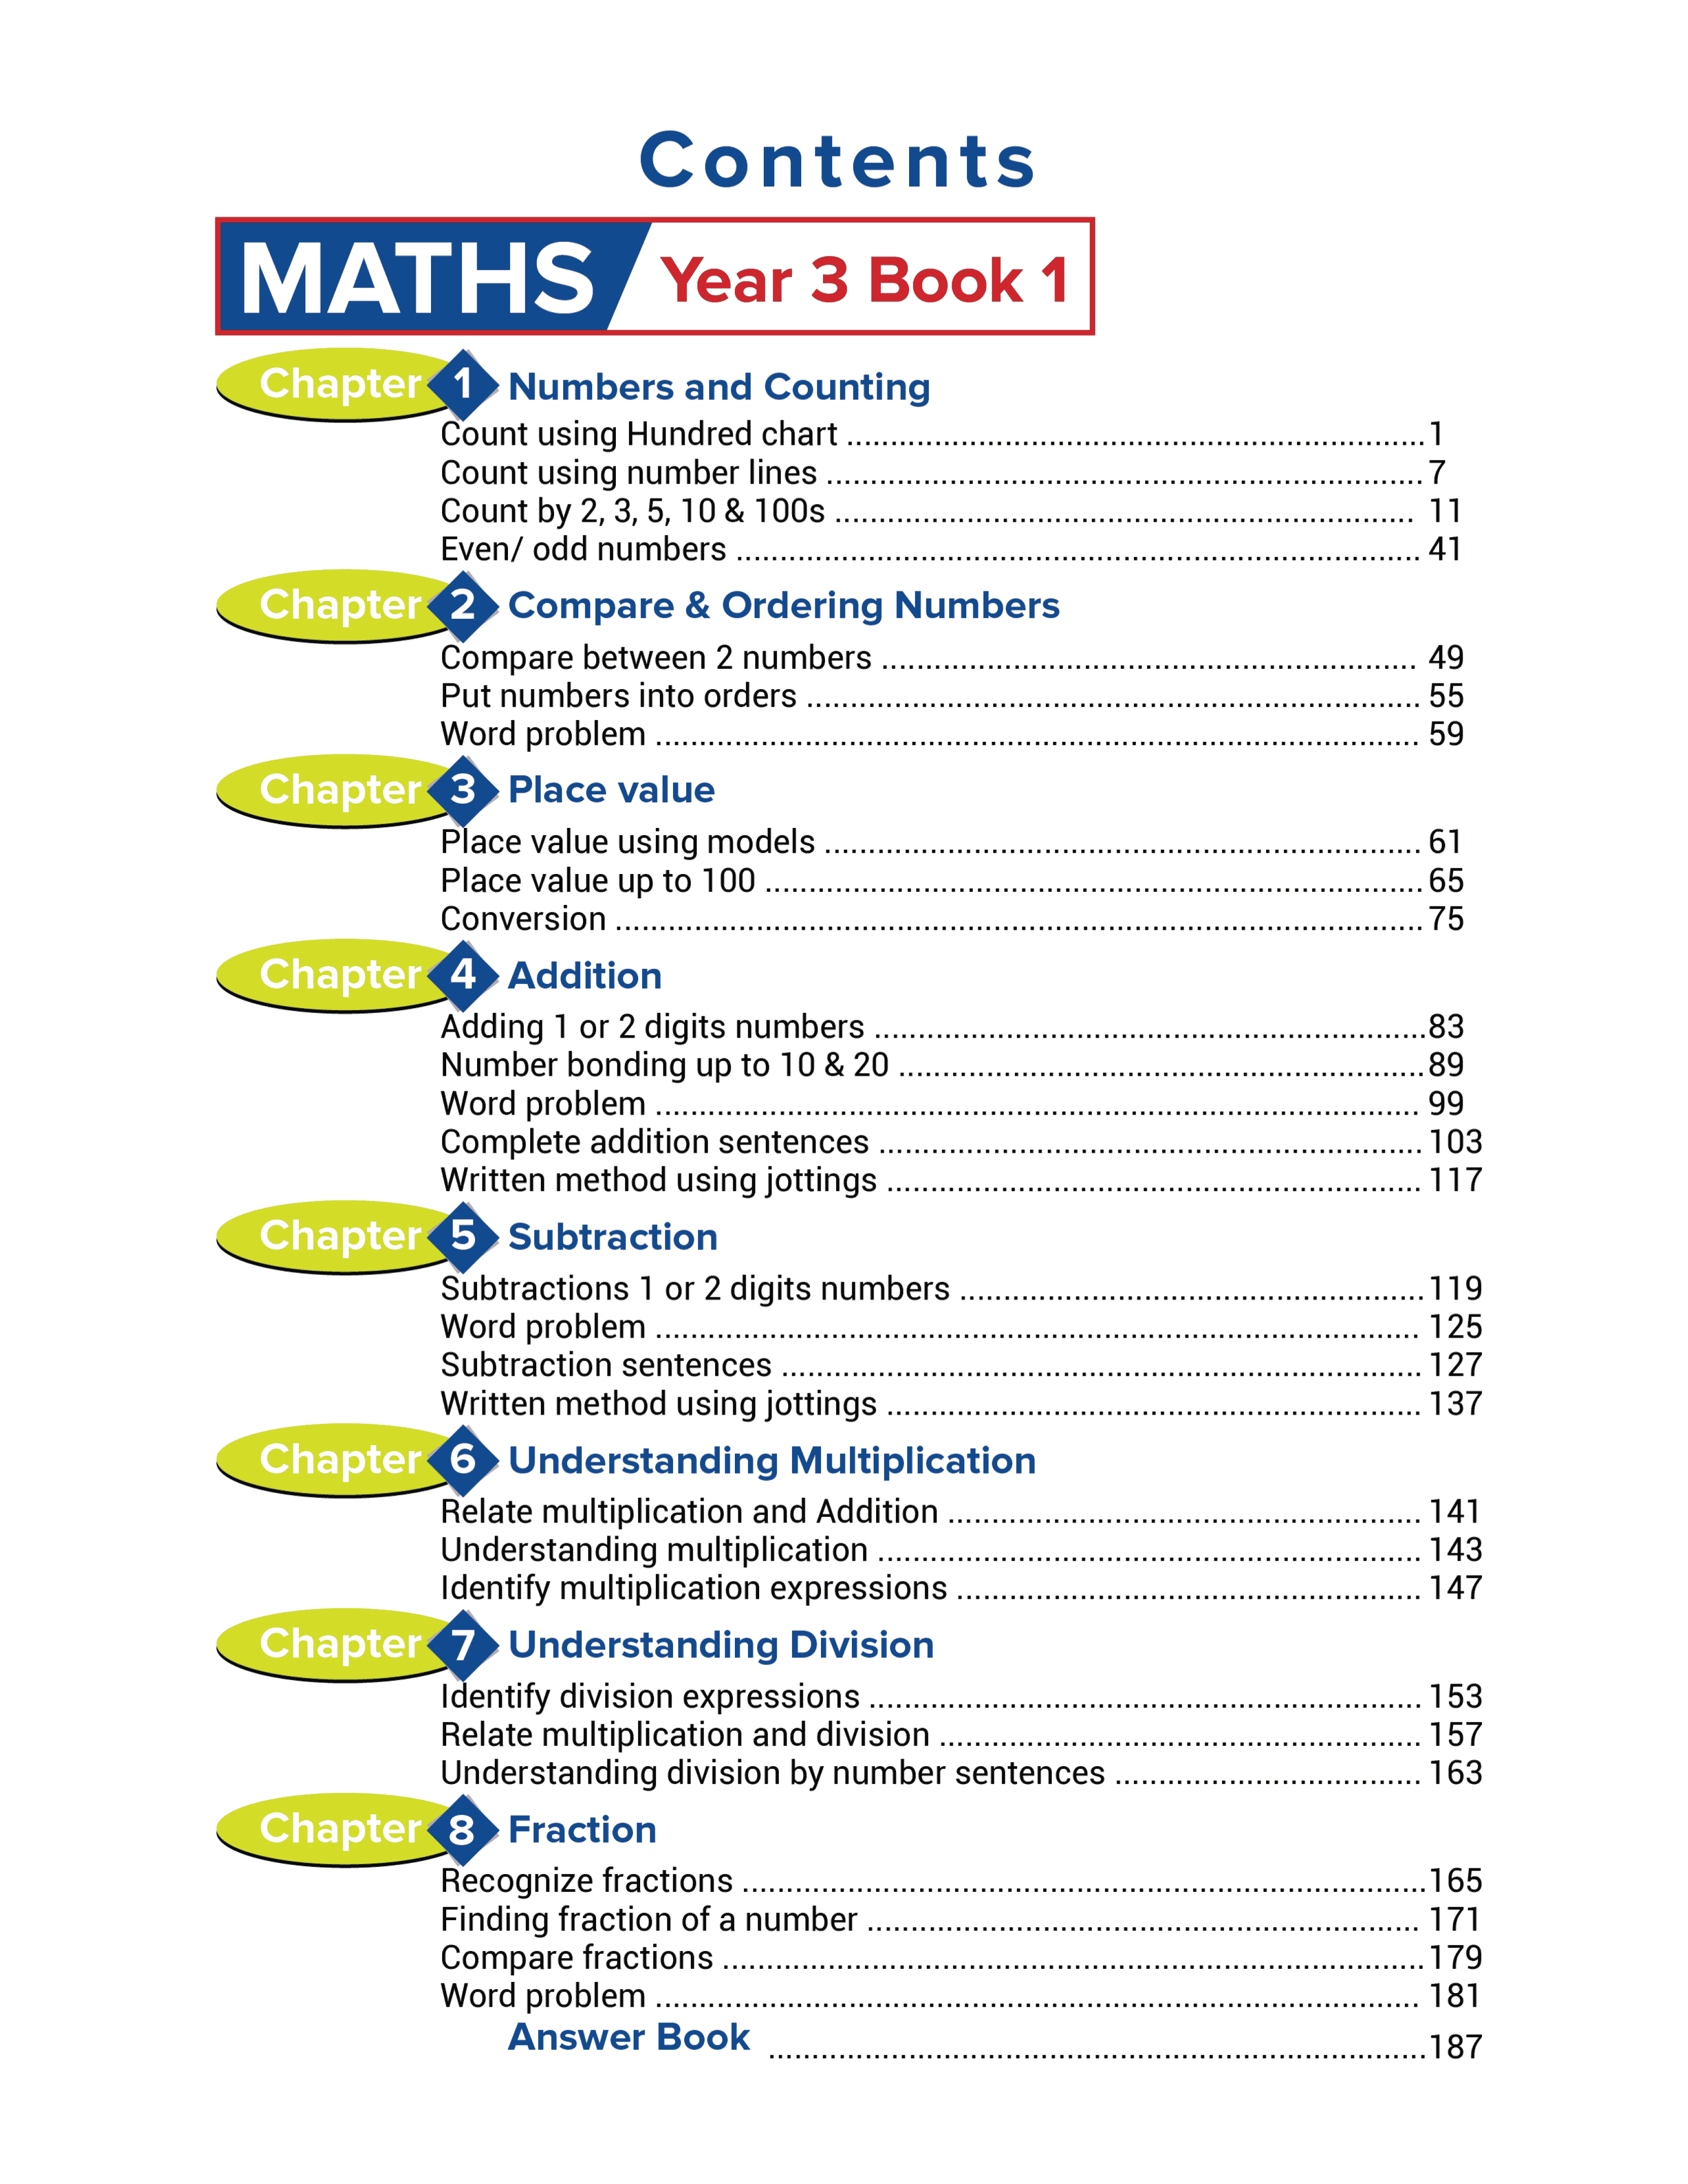 Contents
MATHS Year 3 Book 1
Chapter 1 Numbers and Counting
Count using Hundred chart ........ 1
Count using number lines ........ 7
Count by 2, 3, 5, 10 & 100s ........ 11
Even/ odd numbers ........ 41
Chapter 2 Compare & Ordering Numbers
Compare between 2 numbers ........ 49
Put numbers into orders ........ 55
Word problem ........ 59
Chapter 3 Place value
Place value using models ........ 61
Place value up to 100 ........ 65
Conversion ........ 75
Chapter 4 Addition
Adding 1 or 2 digits numbers ........ 83
Number bonding up to 10 & 20 ........ 89
Word problem ........ 99
Complete addition sentences ........ 103
Written method using jottings ........ 117
Chapter 5 Subtraction
Subtractions 1 or 2 digits numbers ........ 119
Word problem ........ 125
Subtraction sentences ........ 127
Written method using jottings ........ 137
Chapter 6 Understanding Multiplication
Relate multiplication and Addition ........ 141
Understanding multiplication ........ 143
Identify multiplication expressions ........ 147
Chapter 7 Understanding Division
Identify division expressions ........ 153
Relate multiplication and division ........ 157
Understanding division by number sentences ........ 163
Chapter 8 Fraction
Recognize fractions ........ 165
Finding fraction of a number ........ 171
Compare fractions ........ 179
Word problem ........ 181
Answer Book ........ 187